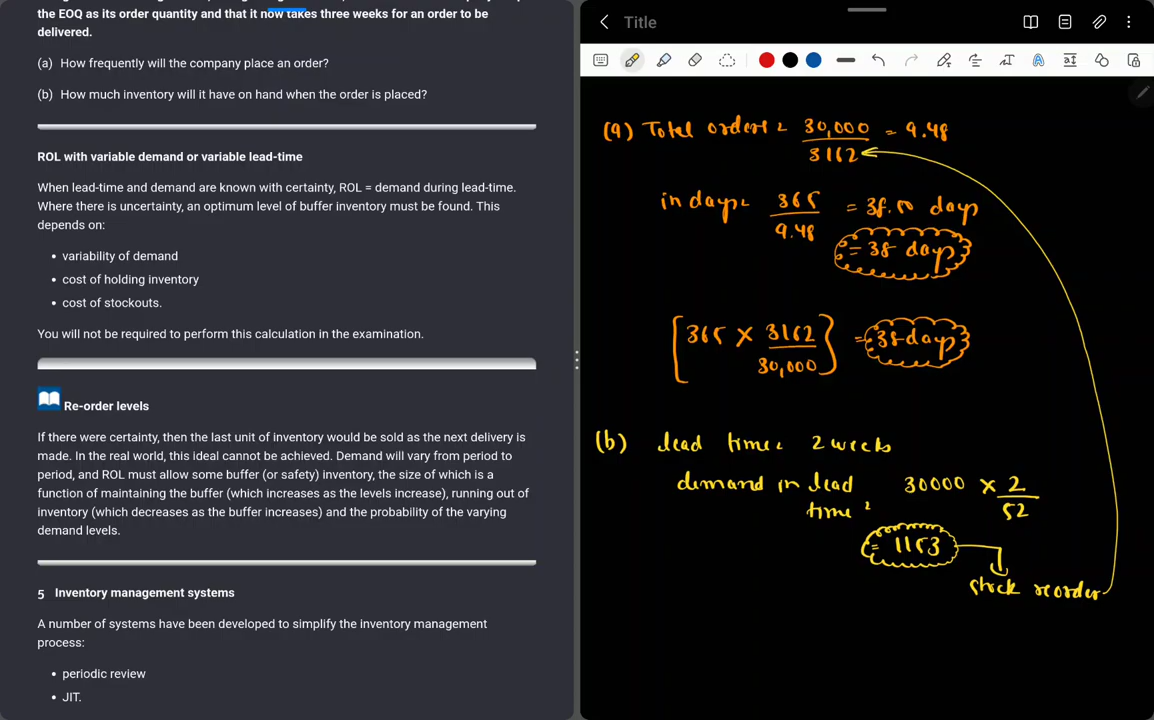 the EOQ as its order quantity and that it now takes three weeks for an order to be
delivered.
(a) How frequently will the company place an order?
(b) How much inventory will it have on hand when the order is placed?
ROL with variable demand or variable lead-time
When lead-time and demand are known with certainty, ROL = demand during lead-time.
Where there is uncertainty, an optimum level of buffer inventory must be found. This
depends on:
• variability of demand
• cost of holding inventory
• cost of stockouts.
You will not be required to perform this calculation in the examination.
Re-order levels
If there were certainty, then the last unit of inventory would be sold as the next delivery is
made. In the real world, this ideal cannot be achieved. Demand will vary from period to
period, and ROL must allow some buffer (or safety) inventory, the size of which is a
function of maintaining the buffer (which increases as the levels increase), running out of
inventory (which decreases as the buffer increases) and the probability of the varying
demand levels.
5 Inventory management systems
A number of systems have been developed to simplify the inventory management
process:
• periodic review
• JIT.
Title
(a) Total orders = 30,000 = 9.48
3162
in days = 365 = 38.50 days
9.48
= 38 days
[365 × 3162 = 38 days
30,000
(b) lead time = 2 weeks
demand in lead 30000 × 2
time = 52
= 1153
stock reorder